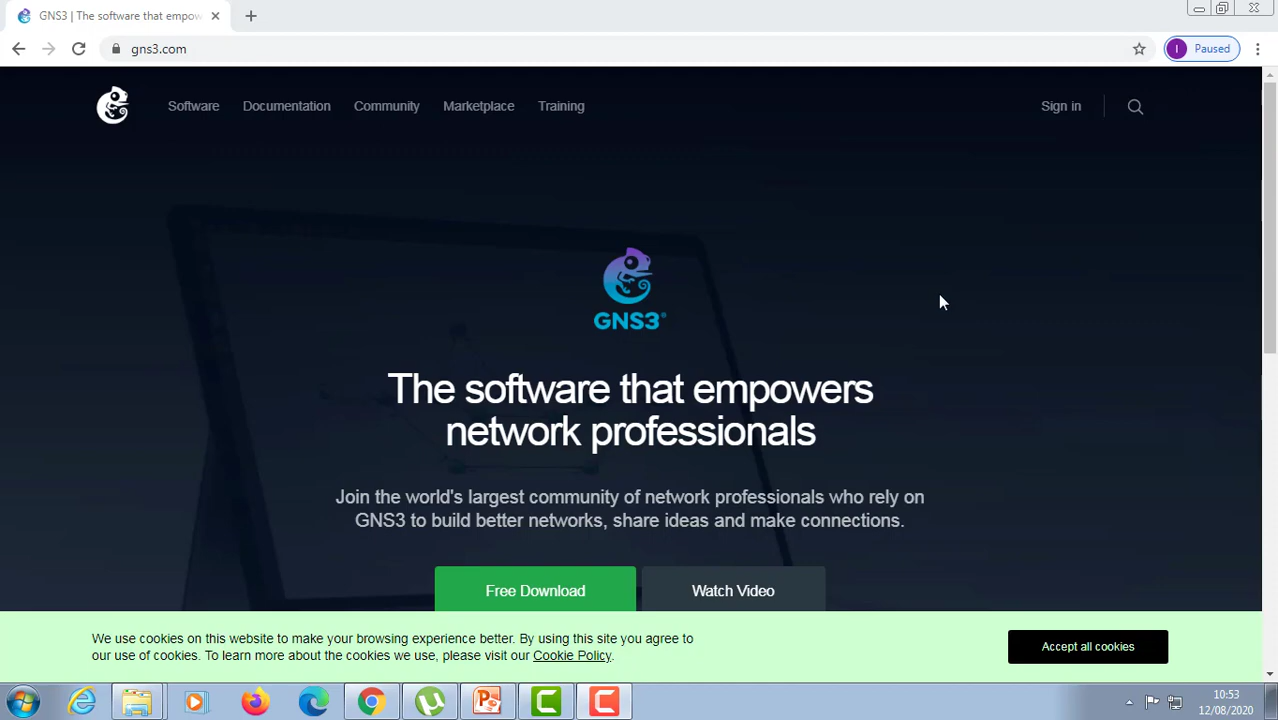 GNS3 | The software that empow
gns3.com
I Paused
Software Documentation Community Marketplace Training Sign in
GNS3®
The software that empowers
network professionals
Join the world's largest community of network professionals who rely on
GNS3 to build better networks, share ideas and make connections.
Free Download Watch Video
We use cookies on this website to make your browsing experience better. By using this site you agree to
our use of cookies. To learn more about the cookies we use, please visit our Cookie Policy.
Accept all cookies
10:53
12/08/2020